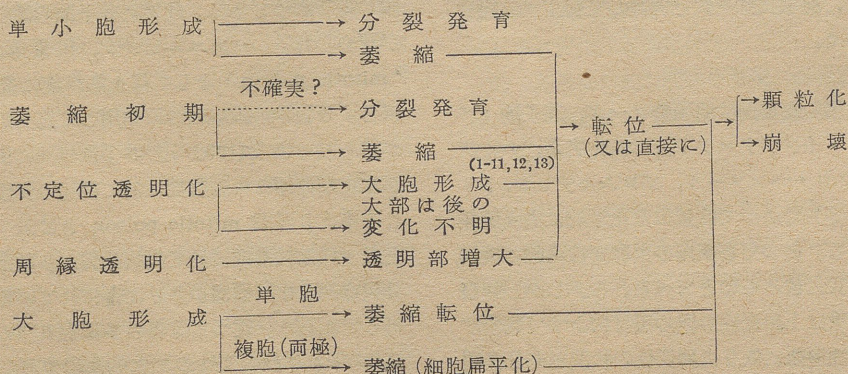 単小胞形成 → 分裂発育
→ 萎縮
萎縮初期 不確実? → 分裂発育
→ 萎縮
(1-11,12,13)
不定位透明化 → 大胞形成
大部は後の
→ 変化不明
周縁透明化 → 透明部増大
大胞形成 単胞 → 萎縮転位
複胞(両極) → 萎縮(細胞扁平化)
→ 転位
(又は直接に)
→ 顆粒化
→ 崩壊